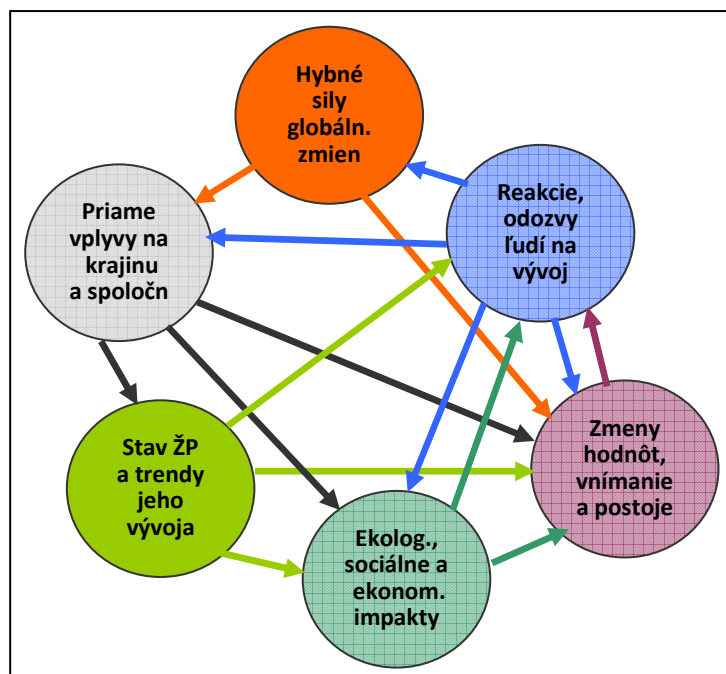 Hybné
sily
globáln.
zmien
Priame
vplyvy na
krajinu
a spoločn
Reakcie,
odozvy
ľudí na
vývoj
Stav ŽP
a trendy
jeho
vývoja
Ekolog.,
sociálne a
ekonom.
impakty
Zmeny
hodnôt,
vnímanie
a postoje